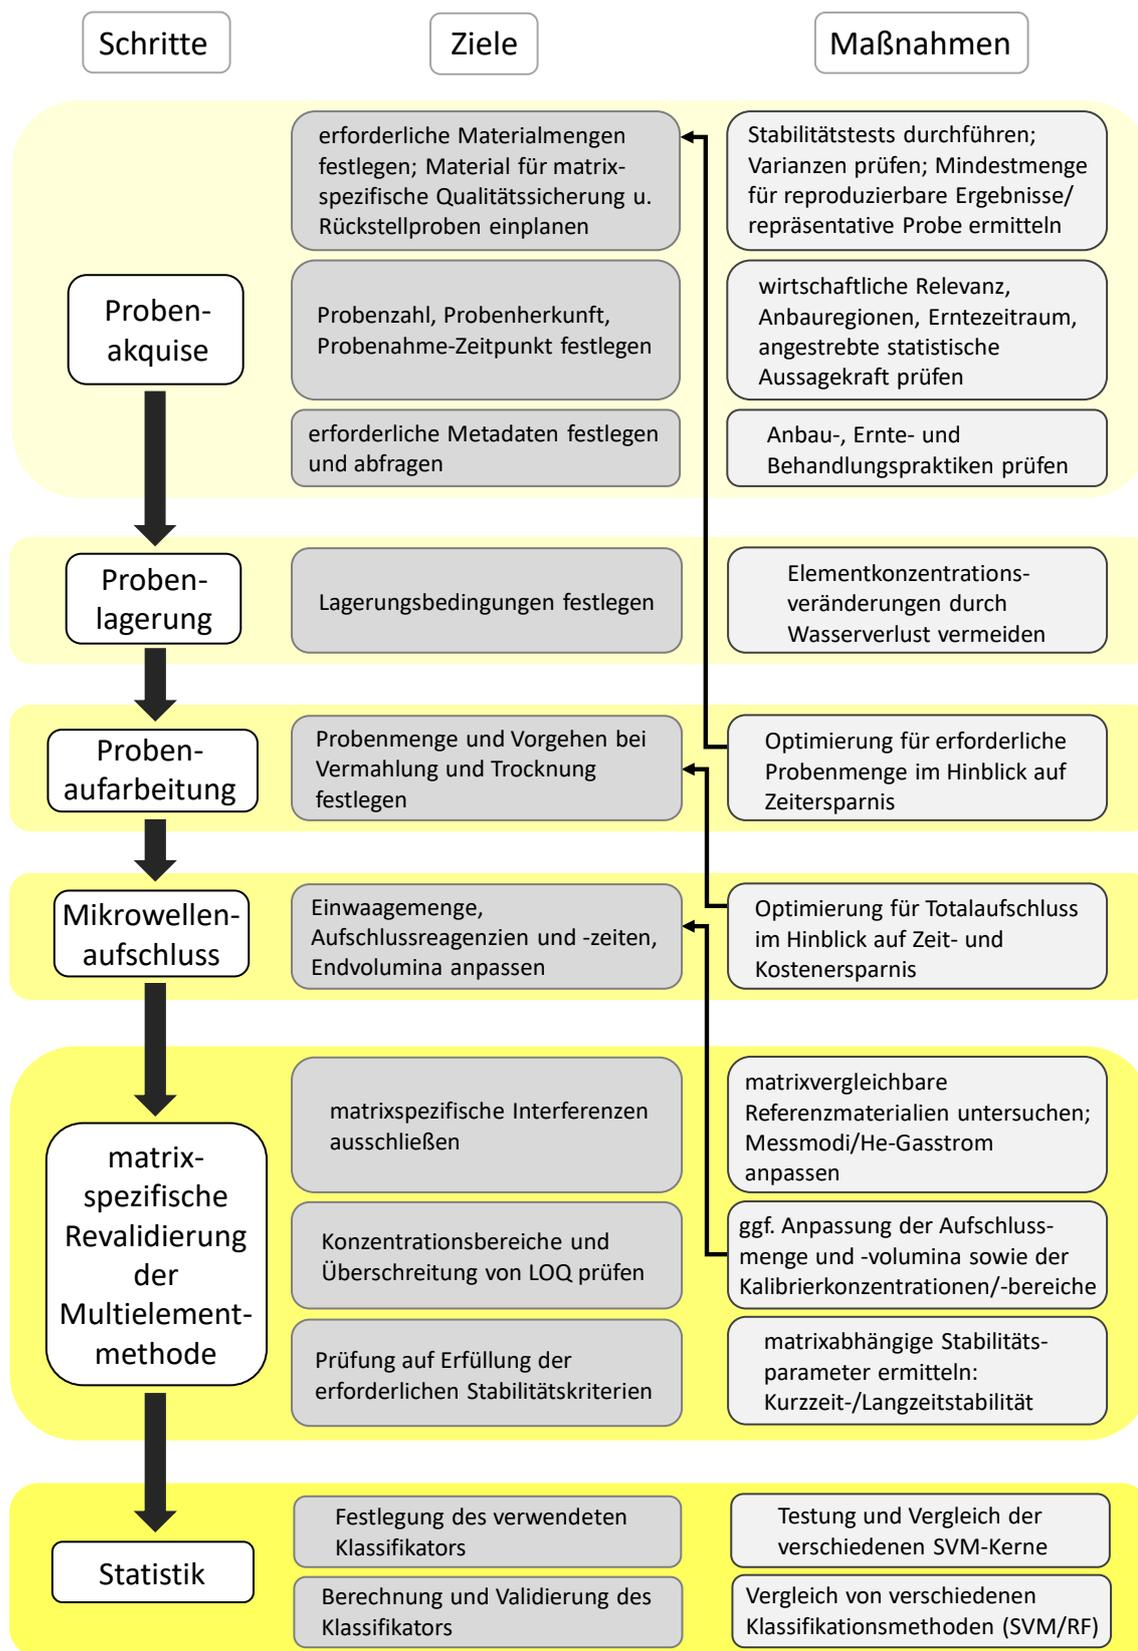 Schritte
Ziele
Maßnahmen
erforderliche Materialmengen
festlegen; Material für matrix-
spezifische Qualitätssicherung u.
Rückstellproben einplanen
Stabilitätstests durchführen;
Varianzen prüfen; Mindestmenge
für reproduzierbare Ergebnisse/
repräsentative Probe ermitteln
Proben-
akquise
Probenzahl, Probenherkunft,
Probenahme-Zeitpunkt festlegen
wirtschaftliche Relevanz,
Anbauregionen, Erntezeitraum,
angestrebte statistische
Aussagekraft prüfen
erforderliche Metadaten festlegen
und abfragen
Anbau-, Ernte- und
Behandlungspraktiken prüfen
Proben-
lagerung
Lagerungsbedingungen festlegen
Elementkonzentrations-
veränderungen durch
Wasserverlust vermeiden
Proben-
aufarbeitung
Probenmenge und Vorgehen bei
Vermahlung und Trocknung
festlegen
Optimierung für erforderliche
Probenmenge im Hinblick auf
Zeitersparnis
Mikrowellen-
aufschluss
Einwaagemenge,
Aufschlussreagenzien und -zeiten,
Endvolumina anpassen
Optimierung für Totalaufschluss
im Hinblick auf Zeit- und
Kostenersparnis
matrix-
spezifische
Revalidierung
der
Multielement-
methode
matrixspezifische Interferenzen
ausschließen
matrixvergleichbare
Referenzmaterialien untersuchen;
Messmodi/He-Gasstrom
anpassen
Konzentrationsbereiche und
Überschreitung von LOQ prüfen
ggf. Anpassung der Aufschluss-
menge und -volumina sowie der
Kalibrierkonzentrationen/-bereiche
Prüfung auf Erfüllung der
erforderlichen Stabilitätskriterien
matrixabhängige Stabilitäts-
parameter ermitteln:
Kurzzeit-/Langzeitstabilität
Statistik
Festlegung des verwendeten
Klassifikators
Testung und Vergleich der
verschiedenen SVM-Kerne
Berechnung und Validierung des
Klassifikators
Vergleich von verschiedenen
Klassifikationsmethoden (SVM/RF)